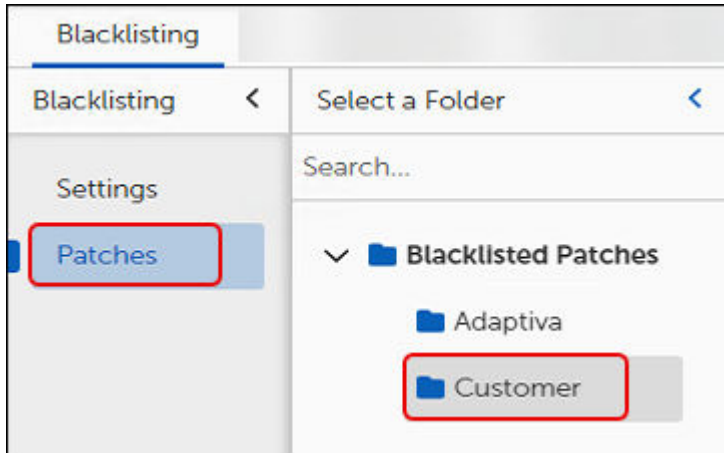 Blacklisting
Blacklisting
Select a Folder
Settings
Search...
Patches
Blacklisted Patches
Adaptiva
Customer